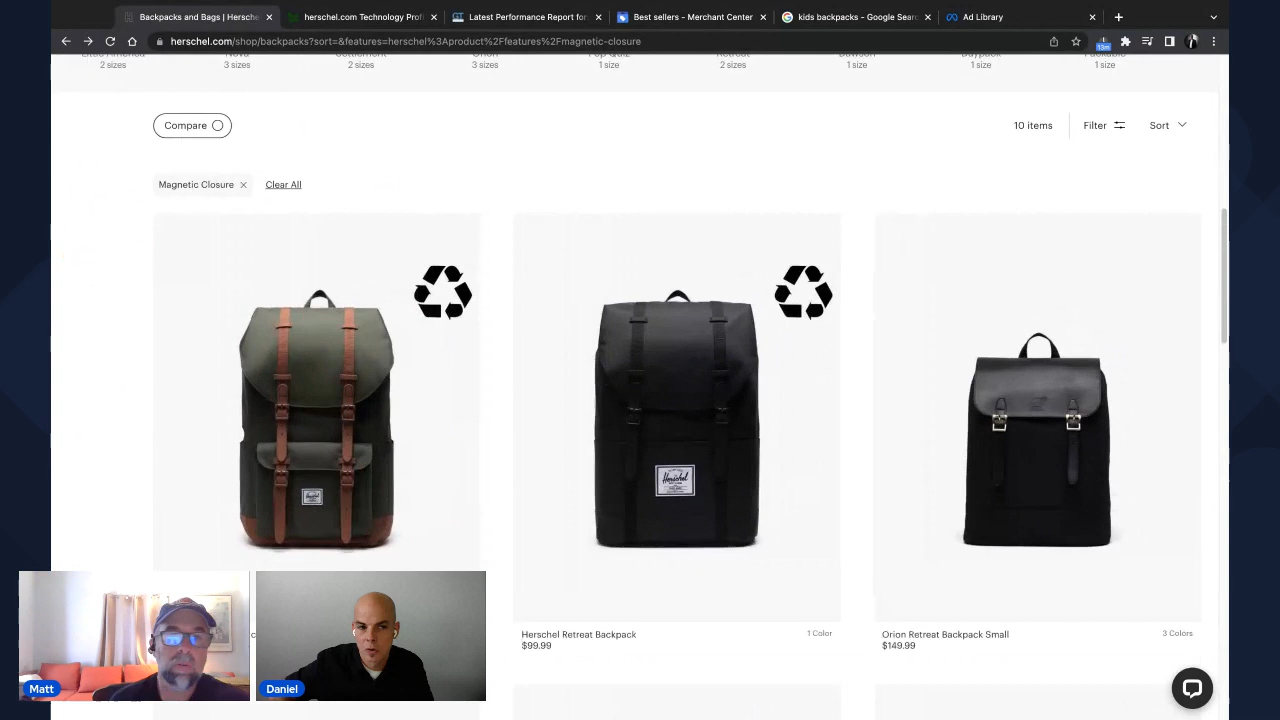 Backpacks and Bags | Hersche
herschel.com Technology Profi
Latest Performance Report for
Best sellers - Merchant Center
kids backpacks - Google Searc
Ad Library
herschel.com/shop/backpacks?sort=&features=herschel%3Aproduct%2Ffeatures%2Fmagnetic-closure
13m
2 sizes
3 sizes
2 sizes
3 sizes
1 size
2 sizes
1 size
1 size
1 size
Compare
10 items
Filter
Sort
Magnetic Closure
Clear All
Herschel
Herschel
Herschel Retreat Backpack
1 Color
$99.99
Orion Retreat Backpack Small
3 Colors
$149.99
Matt
Daniel